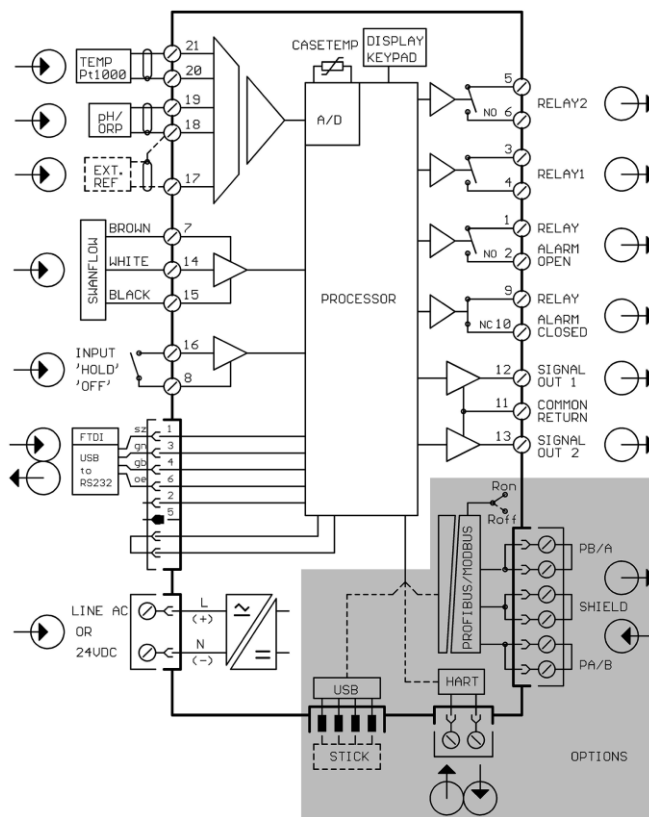 TEMP
Pt1000
21
20
pH/
ORP
19
18
EXT.
REF
17
CASETEMP
DISPLAY
KEYPAD
A/D
PROCESSOR
5
NO 6
RELAY2
3
4
RELAY1
1
NO 2
RELAY
ALARM
OPEN
9
NC 10
RELAY
ALARM
CLOSED
12
SIGNAL
OUT 1
11
COMMON
RETURN
13
SIGNAL
OUT 2
SWANFLOW
BROWN
7
WHITE
14
BLACK
15
INPUT
'HOLD'
'OFF'
16
8
FTDI
USB
to
RS232
sz
1
gn
3
gb
4
oe
6
2
5
LINE AC
OR
24VDC
L
(+)
N
(-)
Ron
Roff
PROFIBUS/MODBUS
PB/A
SHIELD
PA/B
USB
STICK
HART
OPTIONS